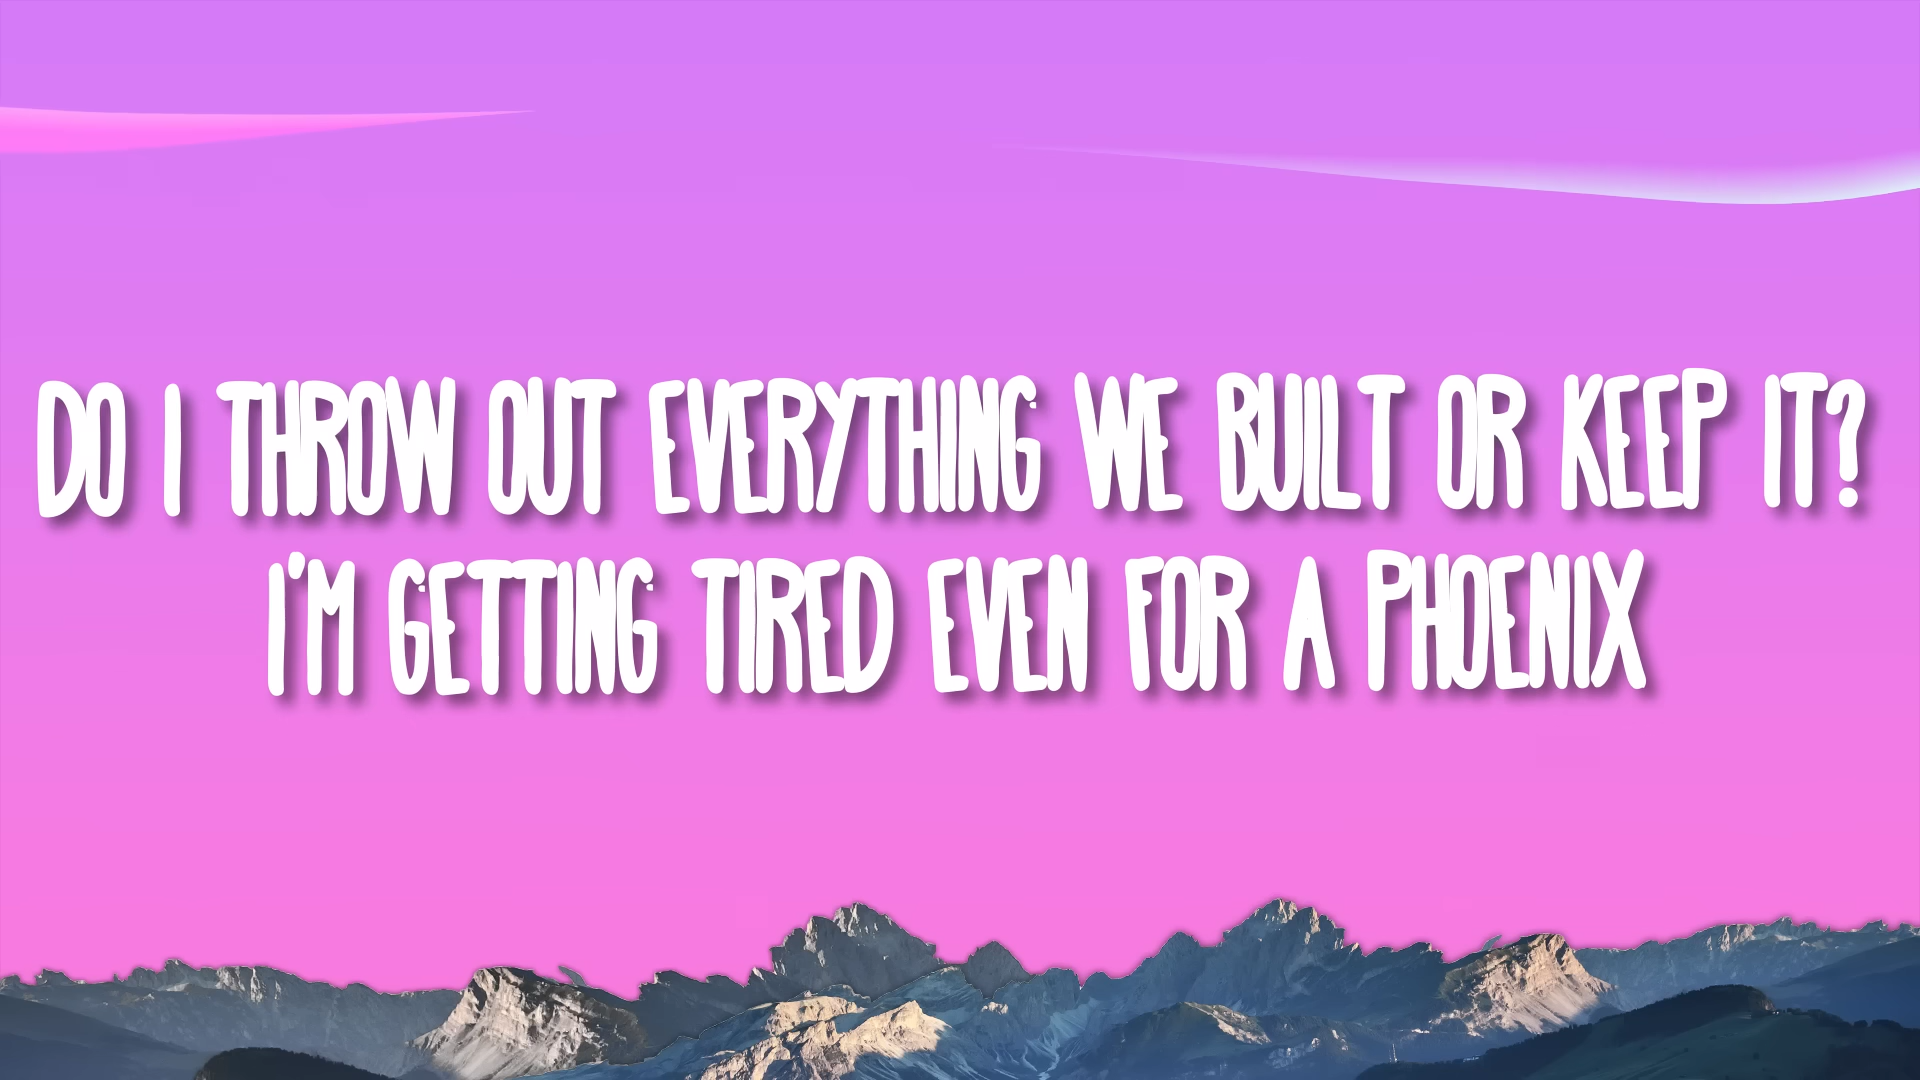 DO I THROW OUT EVERYTHING WE BUILT OR KEEP IT?
I'M GETTING TIRED EVEN FOR A PHOENIX